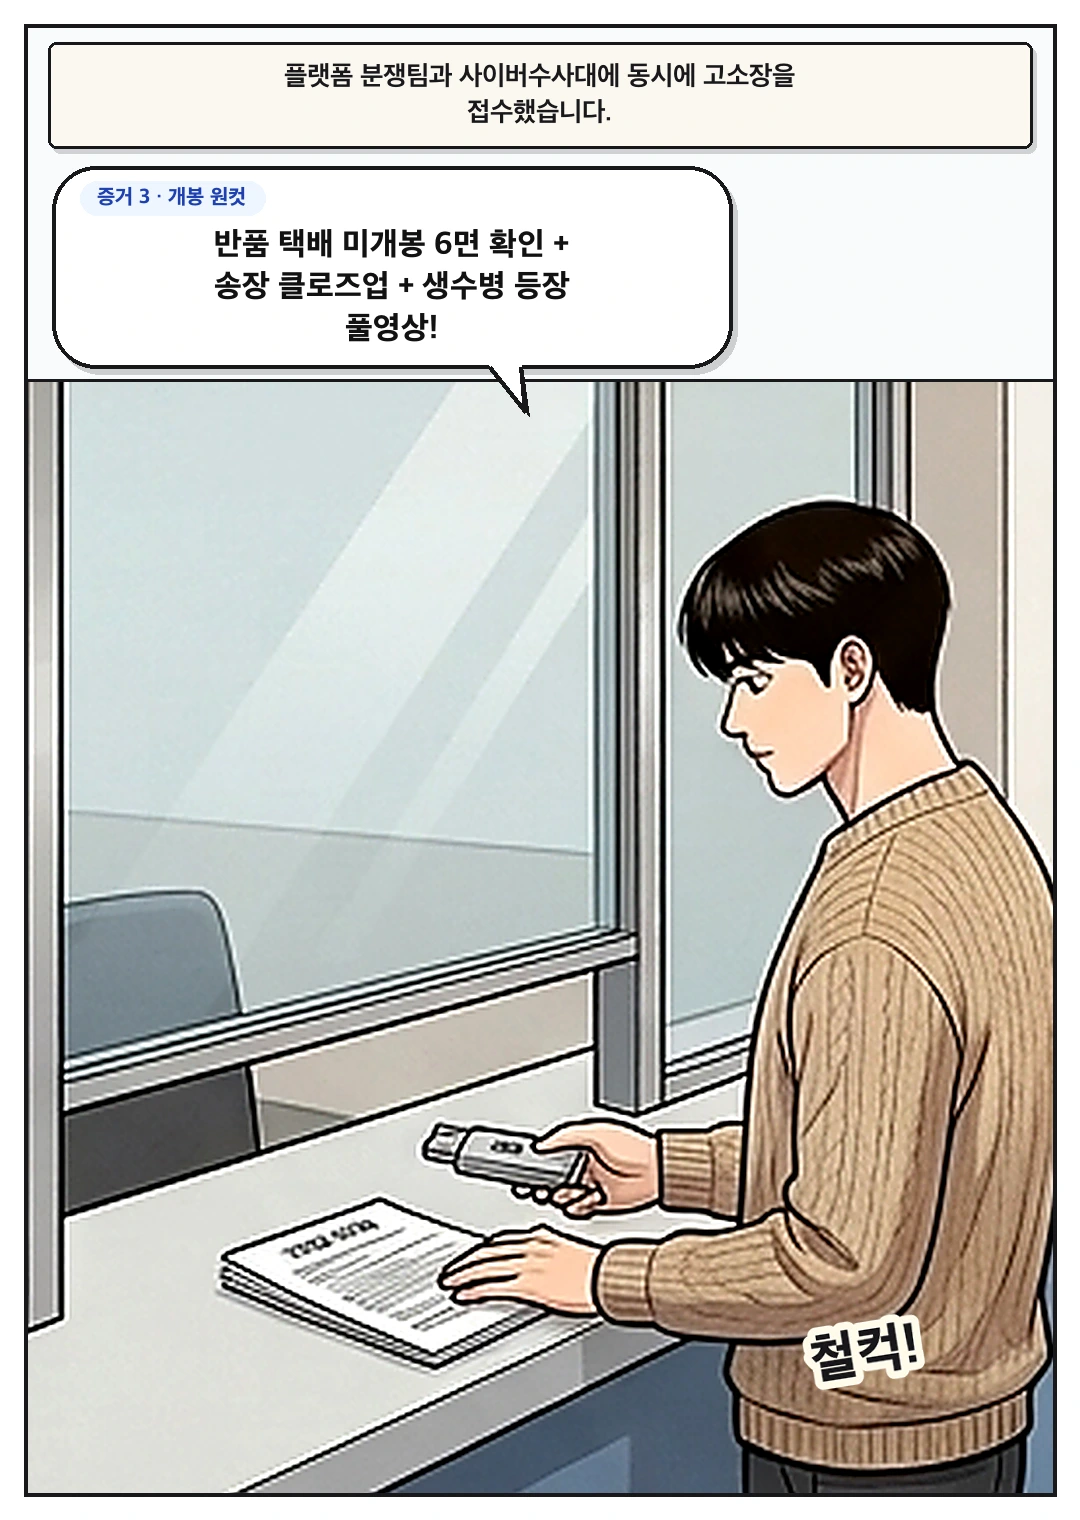 플랫폼 분쟁팀과 사이버수사대에 동시에 고소장을
접수했습니다.
증거 3 · 개봉 원컷
반품 택배 미개봉 6면 확인 +
송장 클로즈업 + 생수병 등장
풀영상!
철컥!